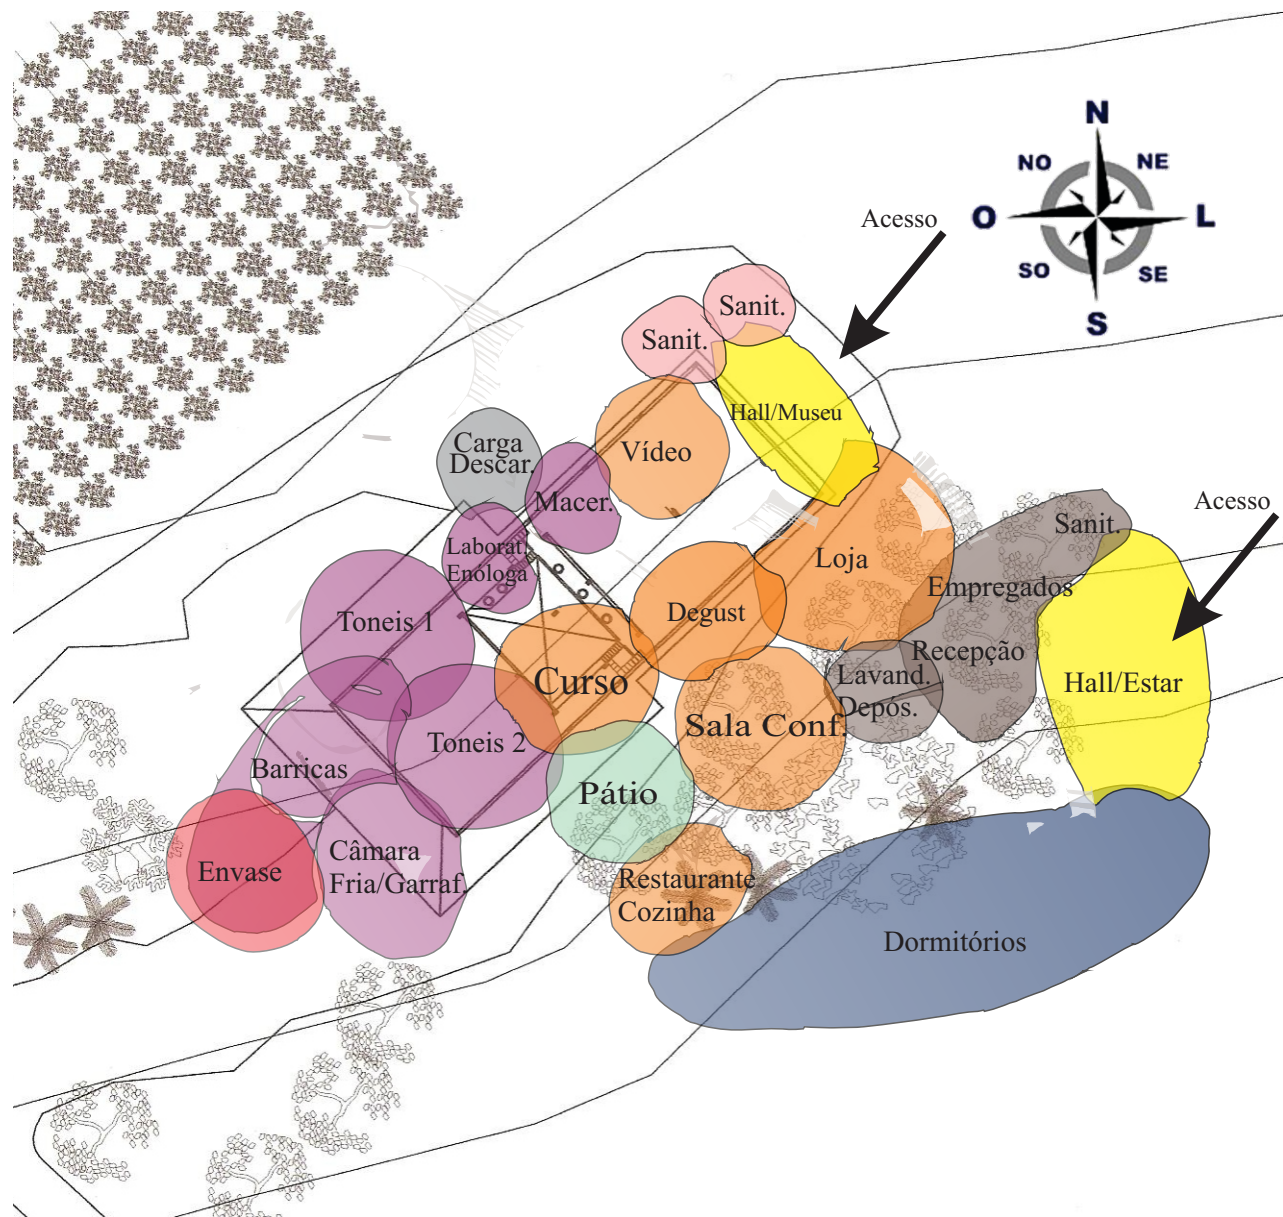 N
NO
NE
O
L
SO
SE
S
Acesso
Sanit.
Sanit.
Hall/Museu
Carga
Descar.
Vídeo
Macer.
Acesso
Sanit.
Laborat.
Enóloga
Loja
Empregados
Toneis 1
Degust
Recepção
Curso
Lavand.
Depós.
Hall/Estar
Sala Conf.
Toneis 2
Barricas
Pátio
Câmara
Fria/Garraf.
Envase
Restaurante
Cozinha
Dormitórios